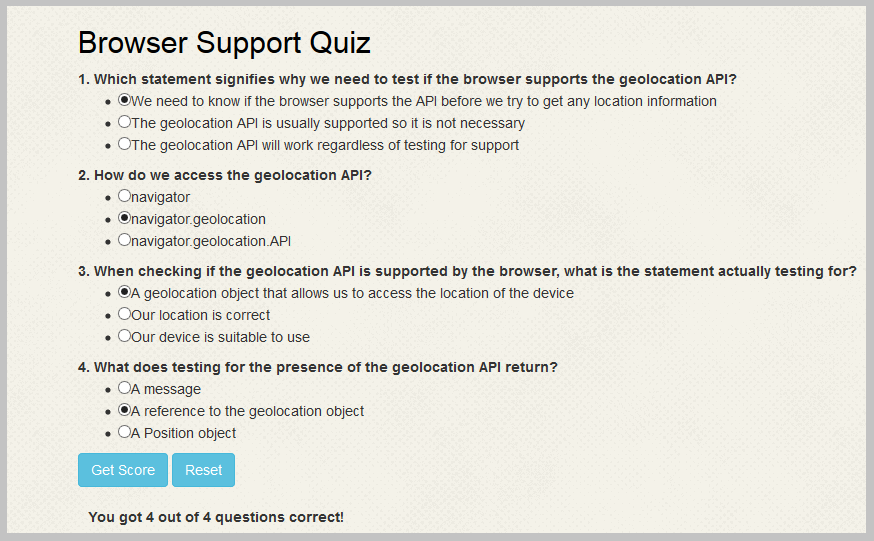 Browser Support Quiz
1. Which statement signifies why we need to test if the browser supports the geolocation API?
We need to know if the browser supports the API before we try to get any location information
The geolocation API is usually supported so it is not necessary
The geolocation API will work regardless of testing for support
2. How do we access the geolocation API?
navigator
navigator.geolocation
navigator.geolocation.API
3. When checking if the geolocation API is supported by the browser, what is the statement actually testing for?
A geolocation object that allows us to access the location of the device
Our location is correct
Our device is suitable to use
4. What does testing for the presence of the geolocation API return?
A message
A reference to the geolocation object
A Position object
Get Score Reset
You got 4 out of 4 questions correct!